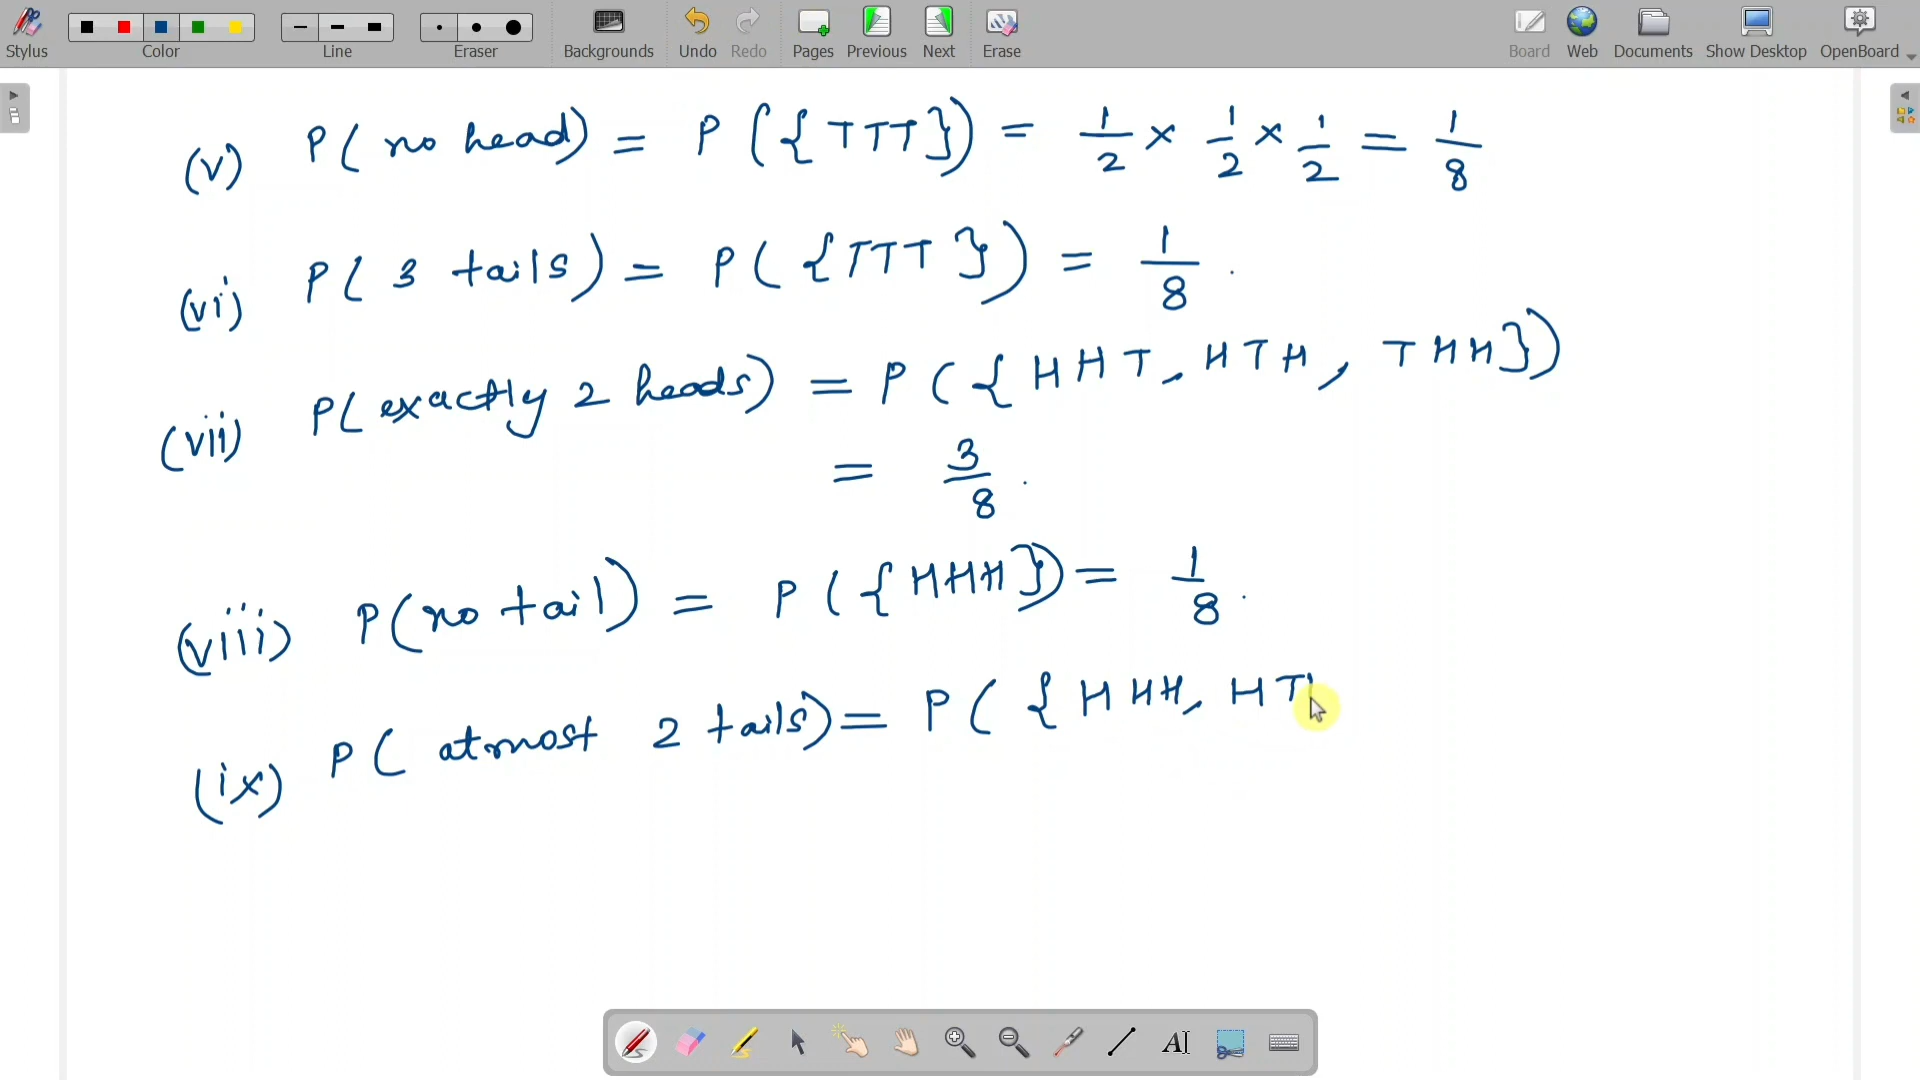 Stylus Color Line Eraser Backgrounds Undo Redo Pages Previous Next Erase Board Web Documents Show Desktop OpenBoard
(v) P( no head) = P ({ TTT}) = 1/2 × 1/2 × 1/2 = 1/8
(vi) P( 3 tails) = P( {TTT }) = 1/8 .
(vii) P( exactly 2 heads) = P ({ HHT, HTH, THH})
= 3/8 .
(viii) P(no tail) = P ({ HHH}) = 1/8 .
(ix) P( atmost 2 tails) = P( { HHH, HT
AI